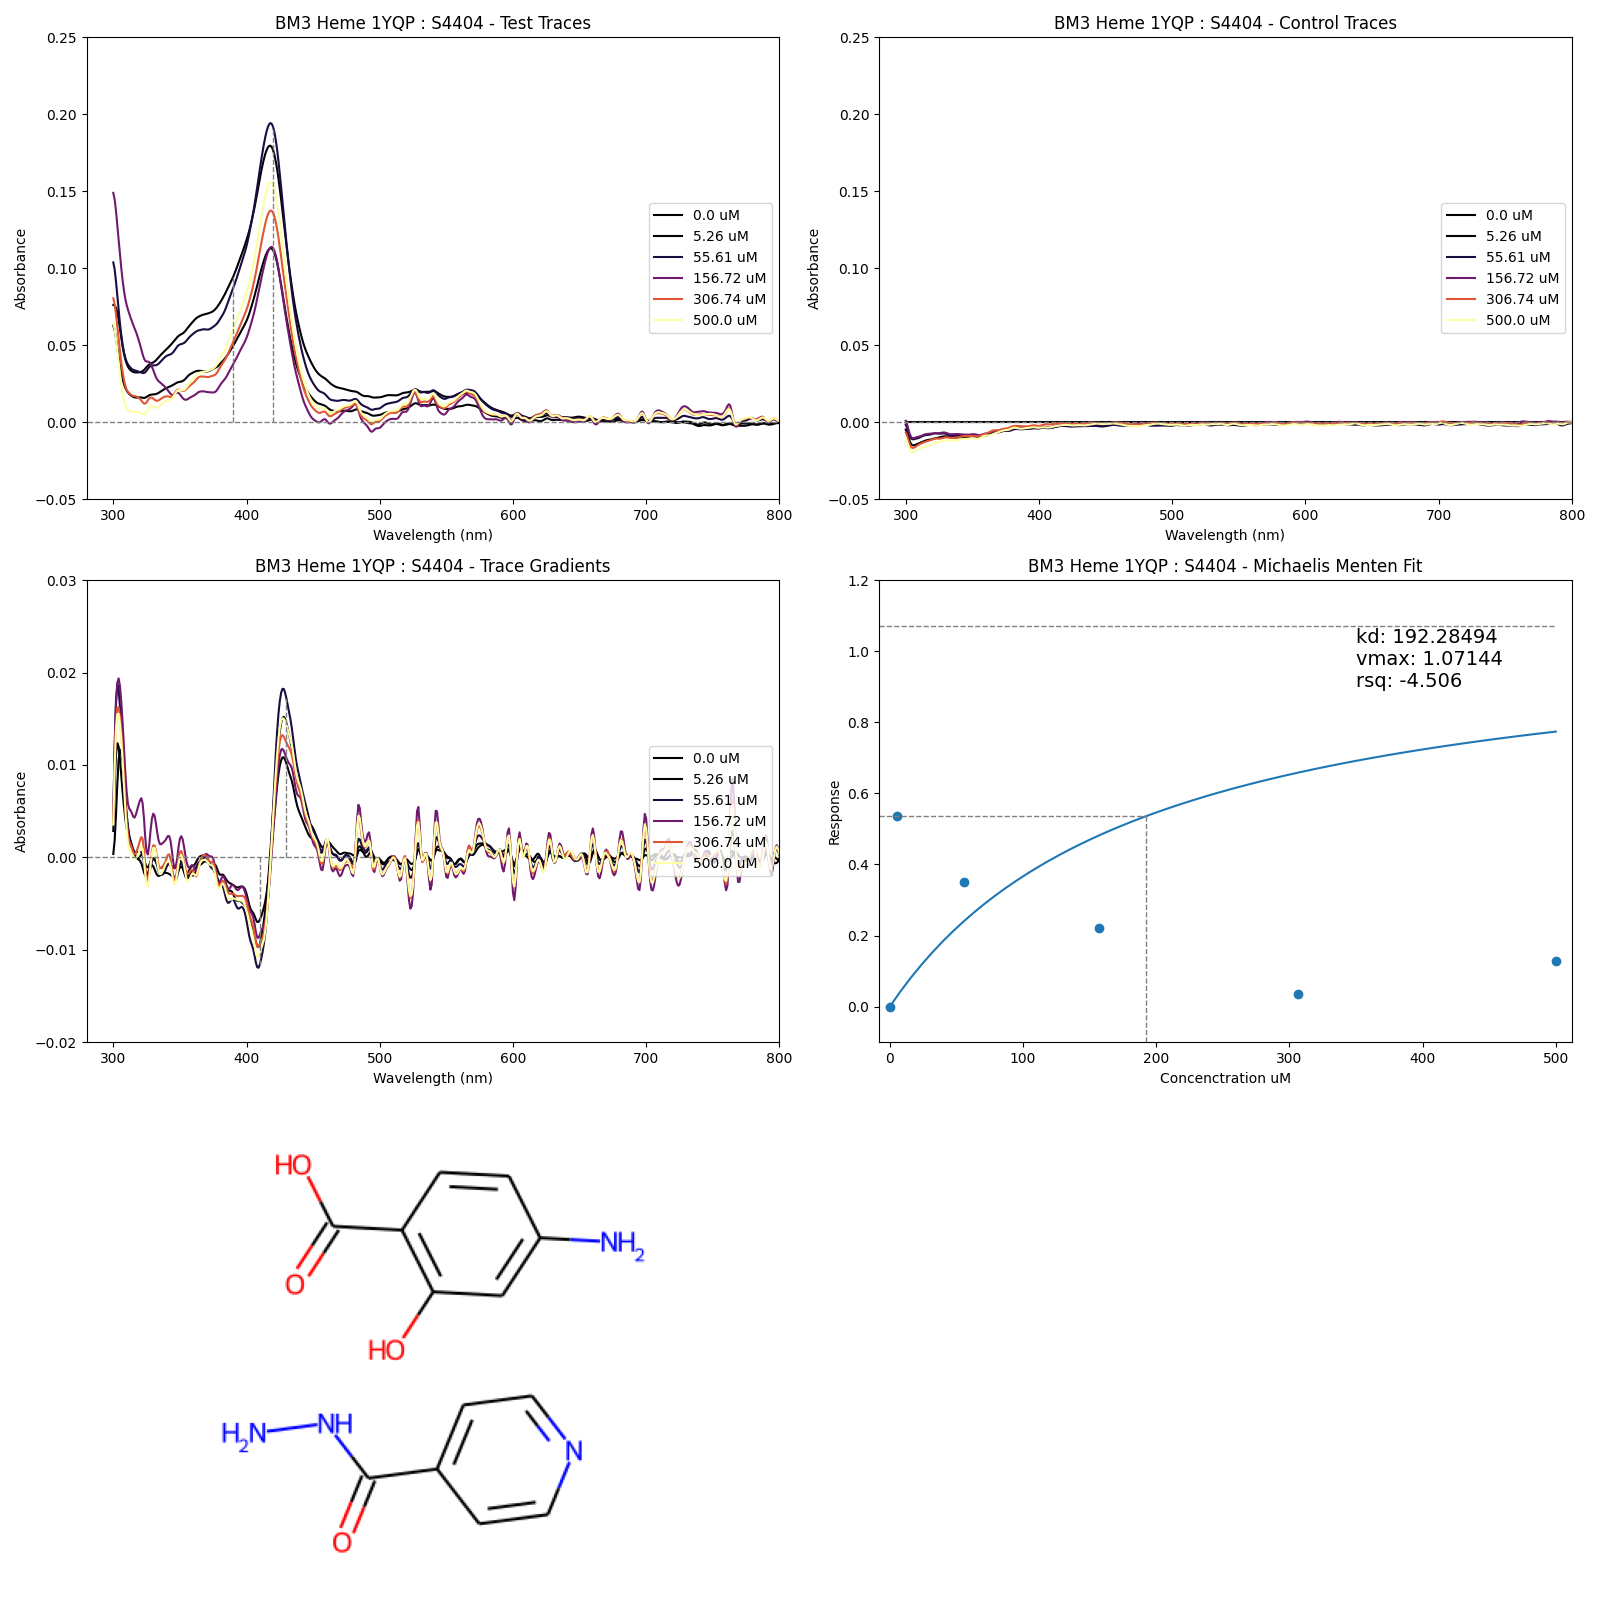 BM3 Heme 1YQP : S4404 - Test Traces
0.25
0.20
0.15
0.10
0.05
0.00
−0.05
Absorbance
300
400
500
600
700
800
Wavelength (nm)
0.0 uM
5.26 uM
55.61 uM
156.72 uM
306.74 uM
500.0 uM
BM3 Heme 1YQP : S4404 - Control Traces
0.25
0.20
0.15
0.10
0.05
0.00
−0.05
Absorbance
300
400
500
600
700
800
Wavelength (nm)
0.0 uM
5.26 uM
55.61 uM
156.72 uM
306.74 uM
500.0 uM
BM3 Heme 1YQP : S4404 - Trace Gradients
0.03
0.02
0.01
0.00
−0.01
−0.02
Absorbance
300
400
500
600
700
800
Wavelength (nm)
0.0 uM
5.26 uM
55.61 uM
156.72 uM
306.74 uM
500.0 uM
BM3 Heme 1YQP : S4404 - Michaelis Menten Fit
1.2
1.0
0.8
0.6
0.4
0.2
0.0
Response
0
100
200
300
400
500
Concenctration uM
kd: 192.28494
vmax: 1.07144
rsq: -4.506
HO
O
NH2
HO
H2N
NH
N
O